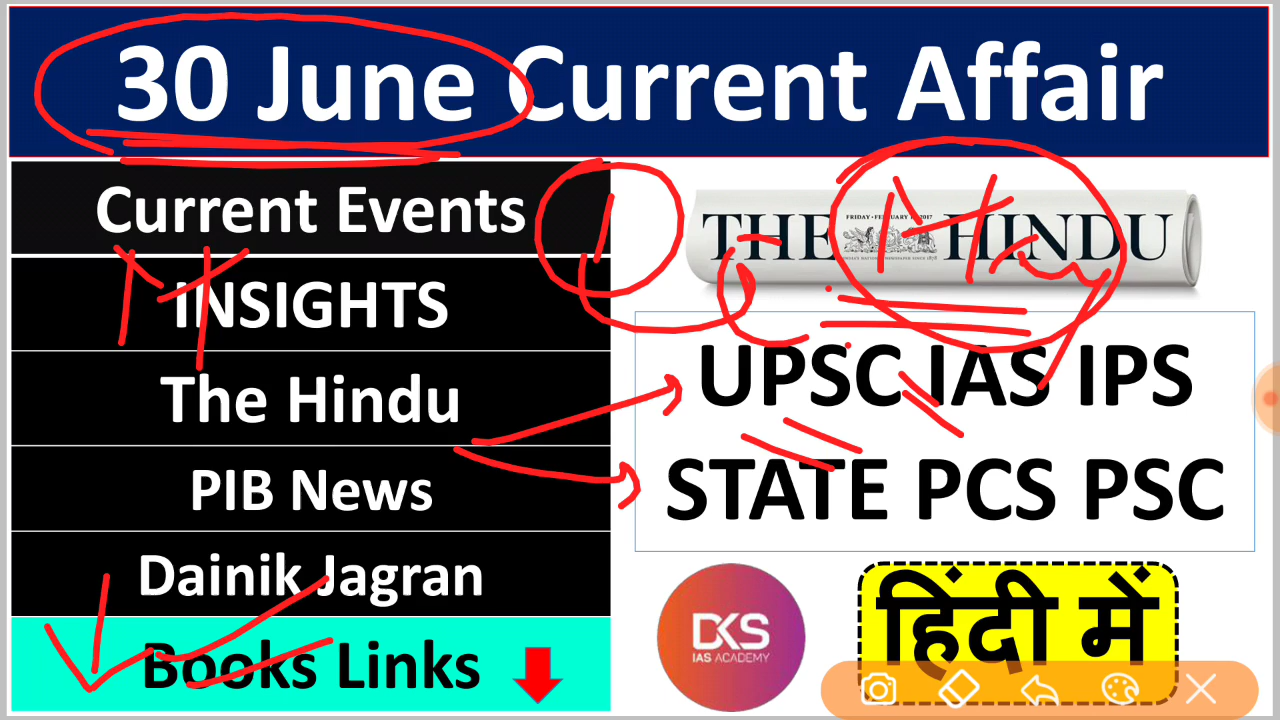 30 June Current Affair
Current Events
INSIGHTS
The Hindu
PIB News
Dainik Jagran
Books Links
THE HINDU
UPSC IAS IPS
STATE PCS PSC
DKS
IAS ACADEMY
हिंदी में